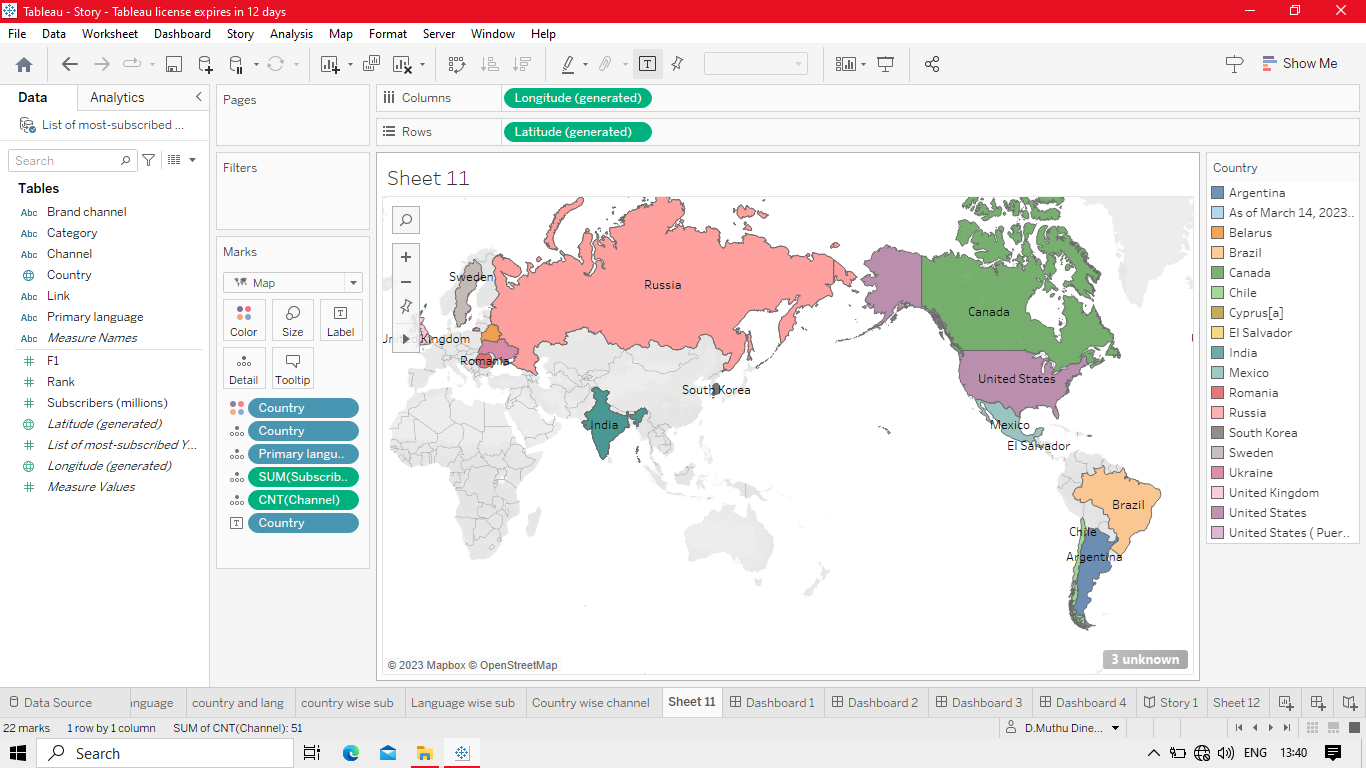 Tableau - Story - Tableau license expires in 12 days
File Data Worksheet Dashboard Story Analysis Map Format Server Window Help
Show Me
Data Analytics
List of most-subscribed ...
Search
Tables
Abc Brand channel
Abc Category
Abc Channel
Country
Abc Link
Abc Primary language
Abc Measure Names
# F1
# Rank
# Subscribers (millions)
Latitude (generated)
# List of most-subscribed Y...
Longitude (generated)
# Measure Values
Pages
Filters
Marks
Map
Color Size Label
Detail Tooltip
Country
Country
Primary langu..
SUM(Subscrib..
CNT(Channel)
Country
Columns Longitude (generated)
Rows Latitude (generated)
Sheet 11
Sweden
Russia
Canada
Kingdom
Romania
United States
South Korea
India
Mexico
El Salvador
Brazil
Chile
Argentina
© 2023 Mapbox © OpenStreetMap
3 unknown
Country
Argentina
As of March 14, 2023..
Belarus
Brazil
Canada
Chile
Cyprus[a]
El Salvador
India
Mexico
Romania
Russia
South Korea
Sweden
Ukraine
United Kingdom
United States
United States ( Puer..
Data Source nguage country and lang country wise sub Language wise sub Country wise channel Sheet 11 Dashboard 1 Dashboard 2 Dashboard 3 Dashboard 4 Story 1 Sheet 12
22 marks 1 row by 1 column SUM of CNT(Channel): 51 D.Muthu Dine...
Search ENG 13:40